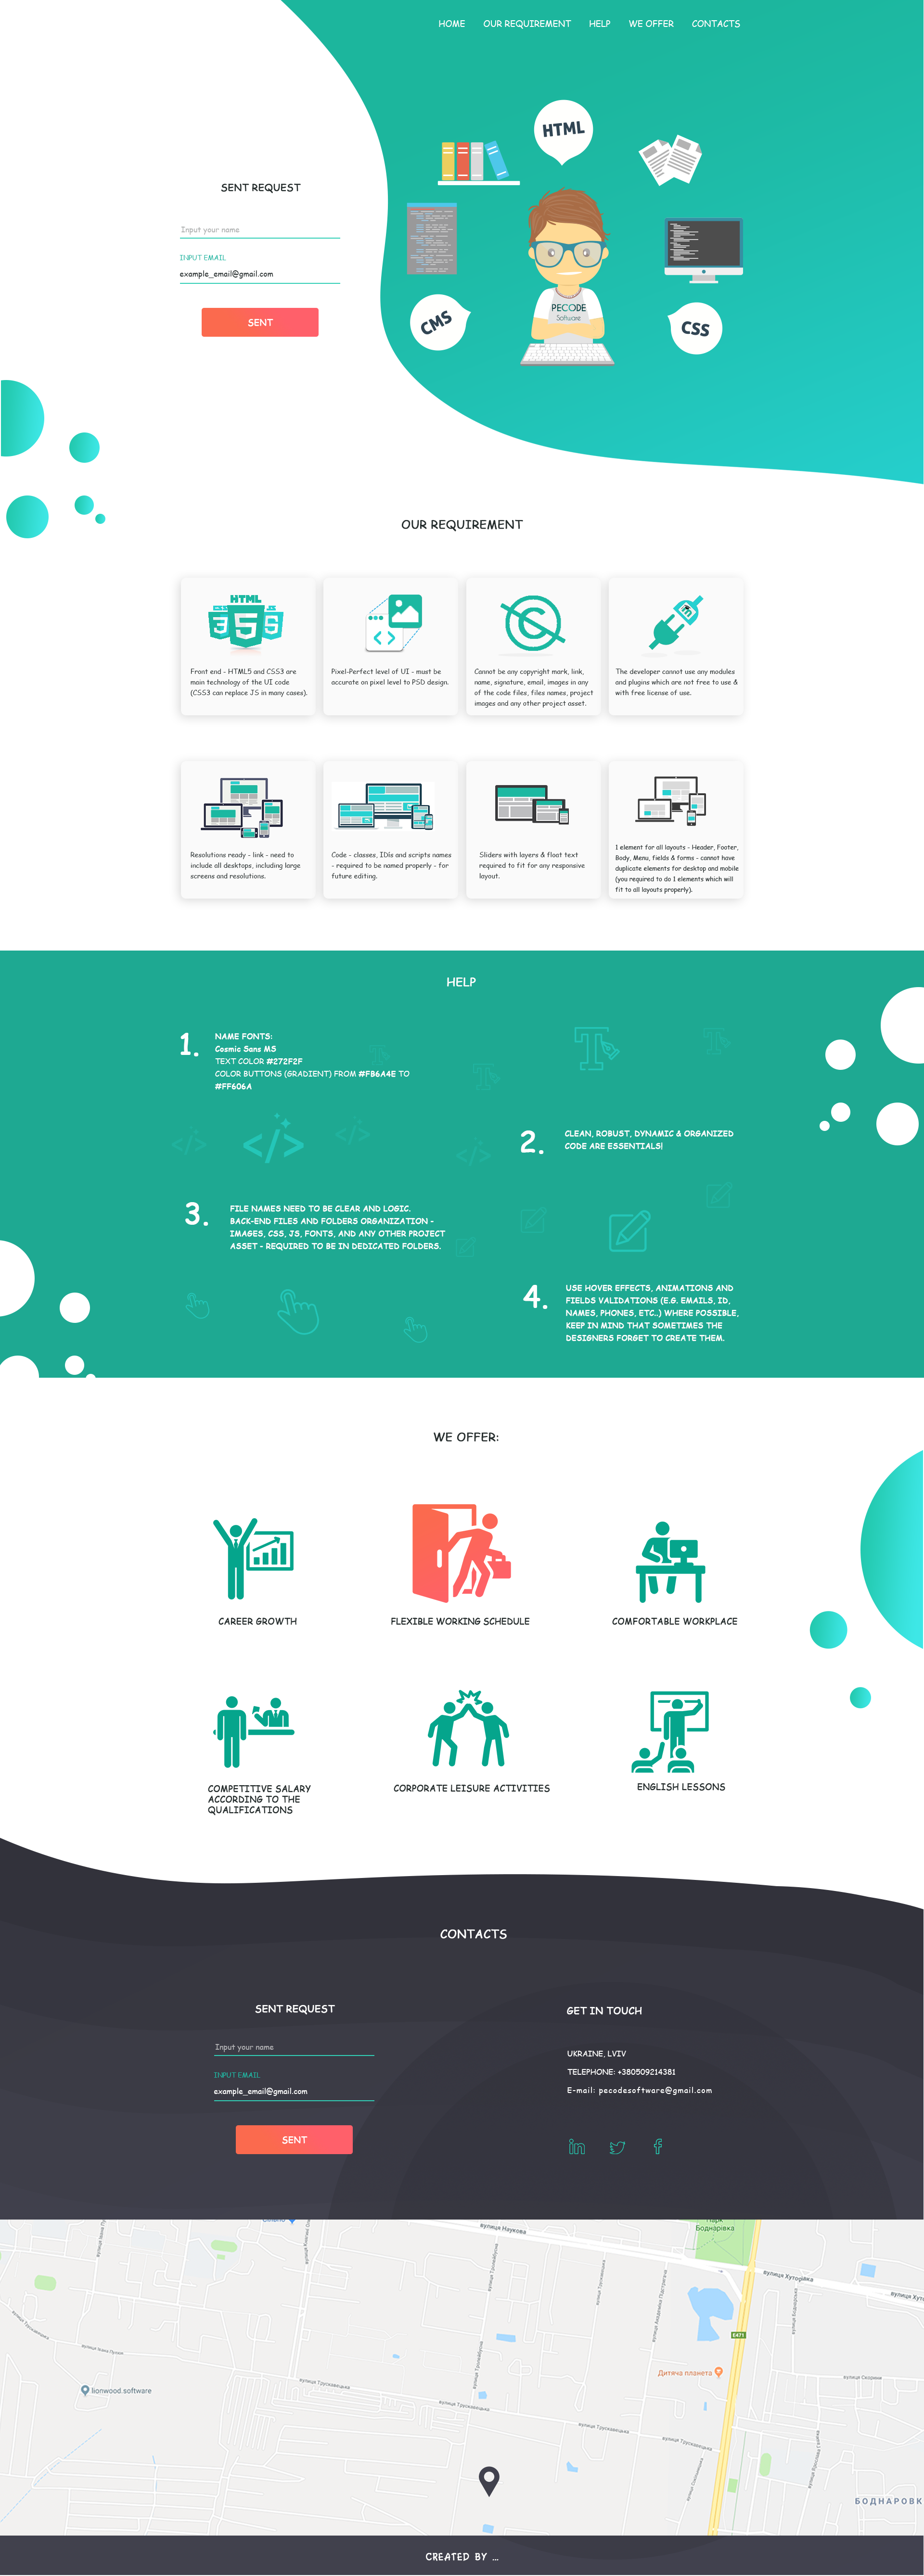 HOME OUR REQUIREMENT HELP WE OFFER CONTACTS
HTML
SENT REQUEST
Input your name
INPUT EMAIL
example_email@gmail.com
SENT
PECODE
Software
CMS
CSS
OUR REQUIREMENT
HTML
5
Front end - HTML5 and CSS3 are
main technology of the UI code
(CSS3 can replace JS in many cases).
Pixel-Perfect level of UI - must be
accurate on pixel level to PSD design.
Cannot be any copyright mark, link,
name, signature, email, images in any
of the code files, files names, project
images and any other project asset.
The developer cannot use any modules
and plugins which are not free to use &
with free license of use.
Resolutions ready - link - need to
include all desktops, including large
screens and resolutions.
Code - classes, IDis and scripts names
- required to be named properly - for
future editing.
Sliders with layers & float text
required to fit for any responsive
layout.
1 element for all layouts - Header, Footer,
Body, Menu, fields & forms - cannot have
duplicate elements for desktop and mobile
(you required to do 1 elements which will
fit to all layouts properly).
HELP
1.
NAME FONTS:
Cosmic Sans MS
TEXT COLOR #272F2F
COLOR BUTTONS (GRADIENT) FROM #FB6A4E TO
#FF606A
2.
CLEAN, ROBUST, DYNAMIC & ORGANIZED
CODE ARE ESSENTIALS!
3.
FILE NAMES NEED TO BE CLEAR AND LOGIC.
BACK-END FILES AND FOLDERS ORGANIZATION -
IMAGES, CSS, JS, FONTS, AND ANY OTHER PROJECT
ASSET - REQUIRED TO BE IN DEDICATED FOLDERS.
4.
USE HOVER EFFECTS, ANIMATIONS AND
FIELDS VALIDATIONS (E.G. EMAILS, ID,
NAMES, PHONES, ETC..) WHERE POSSIBLE,
KEEP IN MIND THAT SOMETIMES THE
DESIGNERS FORGET TO CREATE THEM.
WE OFFER:
CAREER GROWTH
FLEXIBLE WORKING SCHEDULE
COMFORTABLE WORKPLACE
COMPETITIVE SALARY
ACCORDING TO THE
QUALIFICATIONS
CORPORATE LEISURE ACTIVITIES
ENGLISH LESSONS
CONTACTS
SENT REQUEST
Input your name
INPUT EMAIL
example_email@gmail.com
SENT
GET IN TOUCH
UKRAINE, LVIV
TELEPHONE: +380509214381
E-mail: pecodesoftware@gmail.com
in
f
вулиця Наукова
Парк
Боднарівка
вулиця Хуторівка
E471
Дитяча планета
вулиця Скорини
lionwood.software
вулиця Трускавецька
вулиця Трускавецька
вулиця Трускавецька
вулиця Трускавецька
БОДНАРОВК
CREATED BY ...